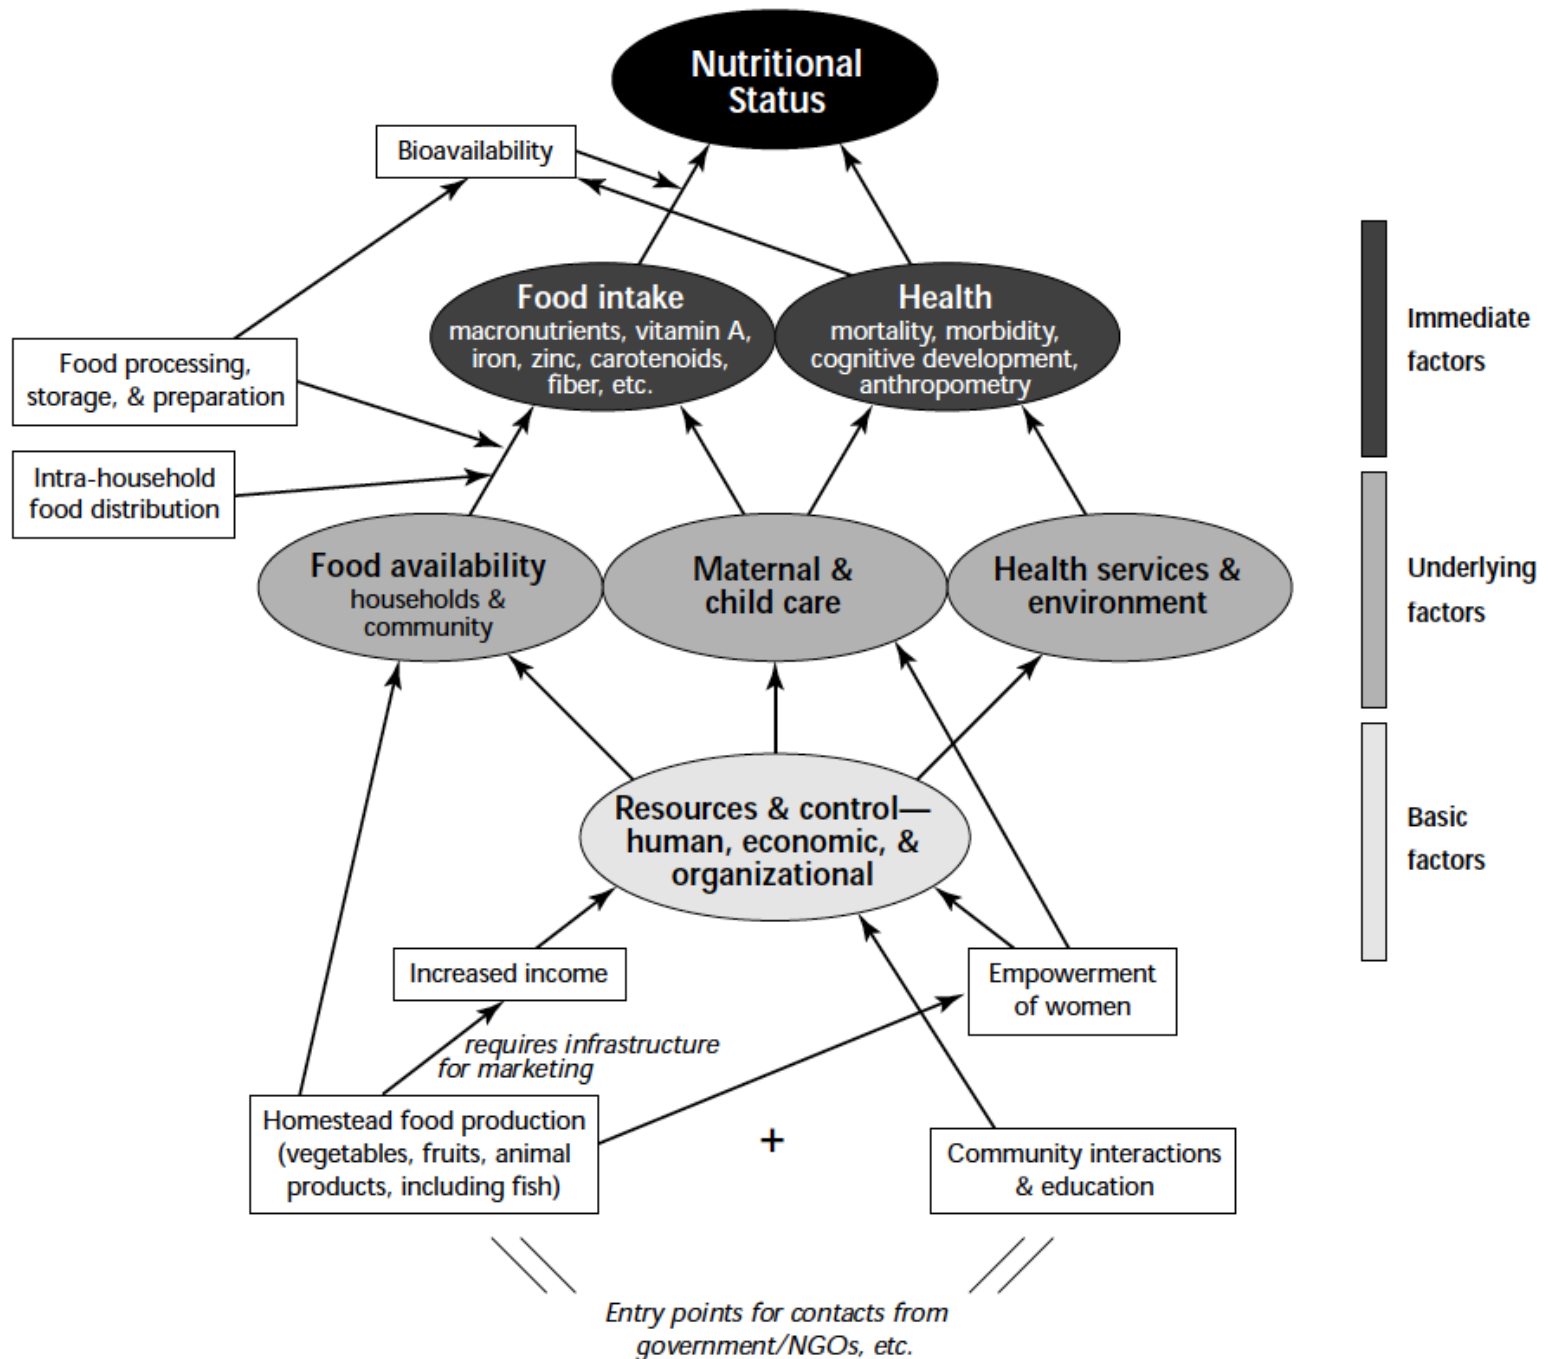 Nutritional
Status
Bioavailability
Food intake
macronutrients, vitamin A,
iron, zinc, carotenoids,
fiber, etc.
Health
mortality, morbidity,
cognitive development,
anthropometry
Immediate
factors
Food processing,
storage, & preparation
Intra-household
food distribution
Food availability
households &
community
Maternal &
child care
Health services &
environment
Underlying
factors
Resources & control—
human, economic, &
organizational
Basic
factors
Increased income
Empowerment
of women
requires infrastructure
for marketing
Homestead food production
(vegetables, fruits, animal
products, including fish)
+
Community interactions
& education
Entry points for contacts from
government/NGOs, etc.